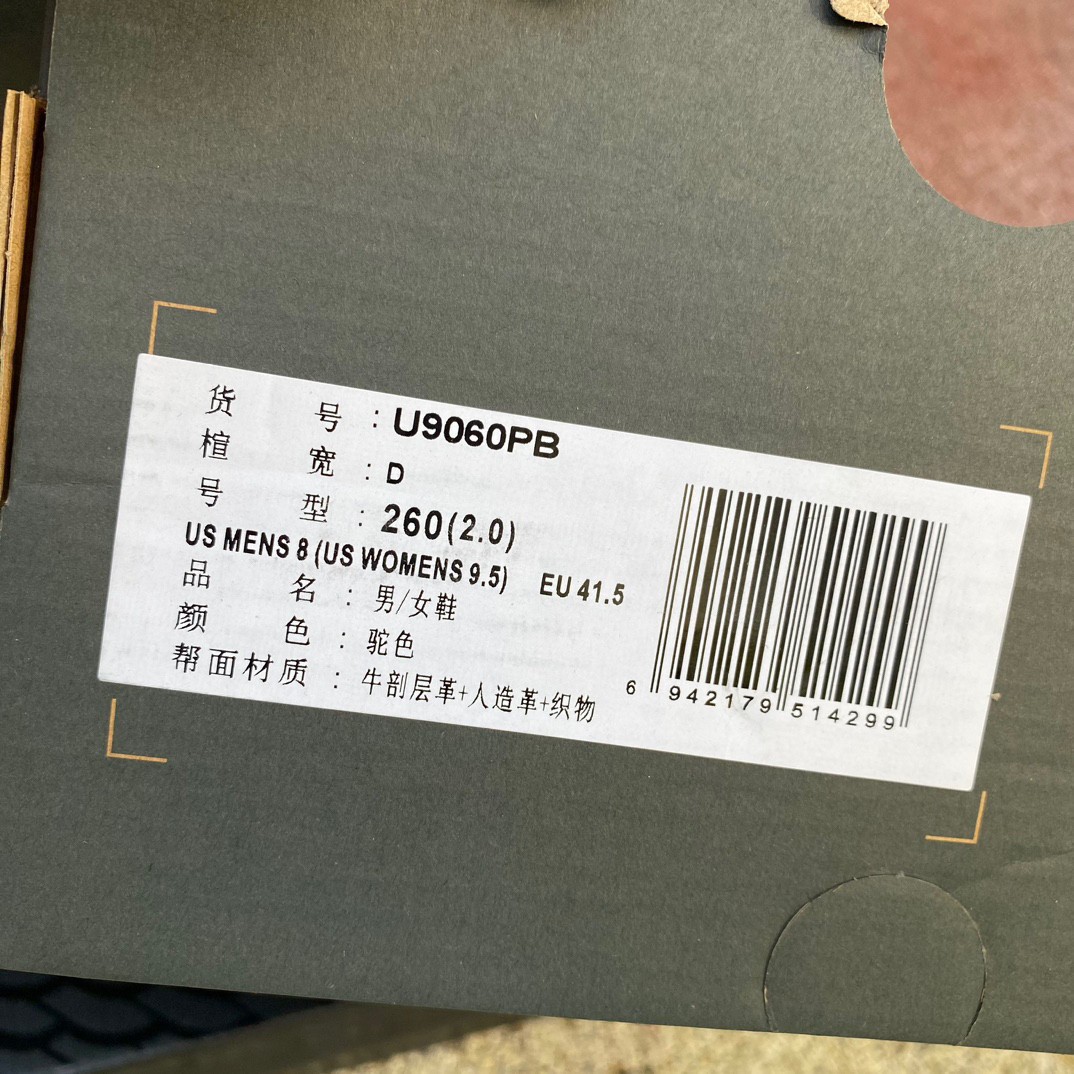 货号：U9060PB
楦宽：D
号型：260(2.0)
US MENS 8 (US WOMENS 9.5) EU 41.5
品名：男/女鞋
颜色：驼色
帮面材质：牛剖层革+人造革+织物
6 942179 514299